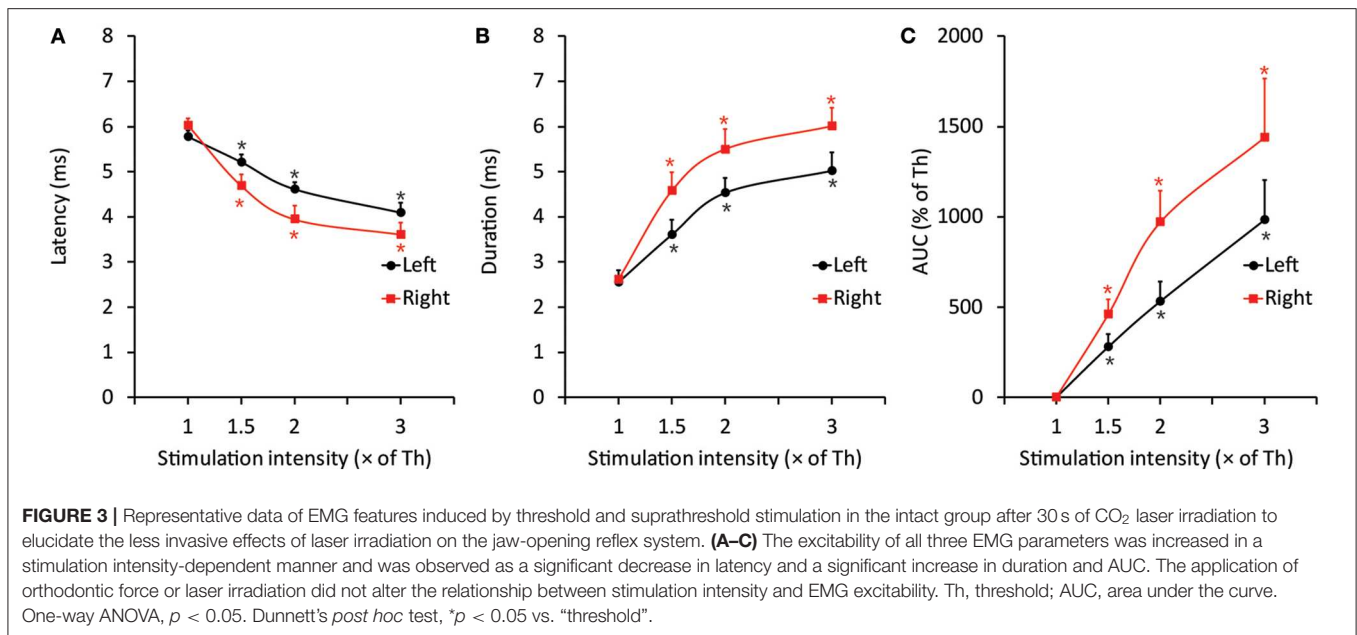 A
8
7
6
5
4
3
2
1
0
Latency (ms)
*
*
*
*
*
*
Left
Right
1 1.5 2 3
Stimulation intensity (× of Th)
B
8
7
6
5
4
3
2
1
0
Duration (ms)
*
*
*
*
*
*
Left
Right
1 1.5 2 3
Stimulation intensity (× of Th)
C
2000
1500
1000
500
0
AUC (% of Th)
*
*
*
*
*
*
Left
Right
1 1.5 2 3
Stimulation intensity (× of Th)
FIGURE 3 | Representative data of EMG features induced by threshold and suprathreshold stimulation in the intact group after 30 s of CO₂ laser irradiation to
elucidate the less invasive effects of laser irradiation on the jaw-opening reflex system. (A–C) The excitability of all three EMG parameters was increased in a
stimulation intensity-dependent manner and was observed as a significant decrease in latency and a significant increase in duration and AUC. The application of
orthodontic force or laser irradiation did not alter the relationship between stimulation intensity and EMG excitability. Th, threshold; AUC, area under the curve.
One-way ANOVA, p < 0.05. Dunnett's post hoc test, *p < 0.05 vs. “threshold”.